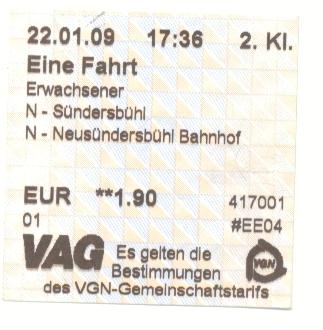 22.01.09 17:36 2. Kl.
Eine Fahrt
Erwachsener
N - Sündersbühl
N - Neusündersbühl Bahnhof
EUR **1.90 417001
01 #EE04
VAG Es gelten die
Bestimmungen VGN
des VGN-Gemeinschaftstarifs